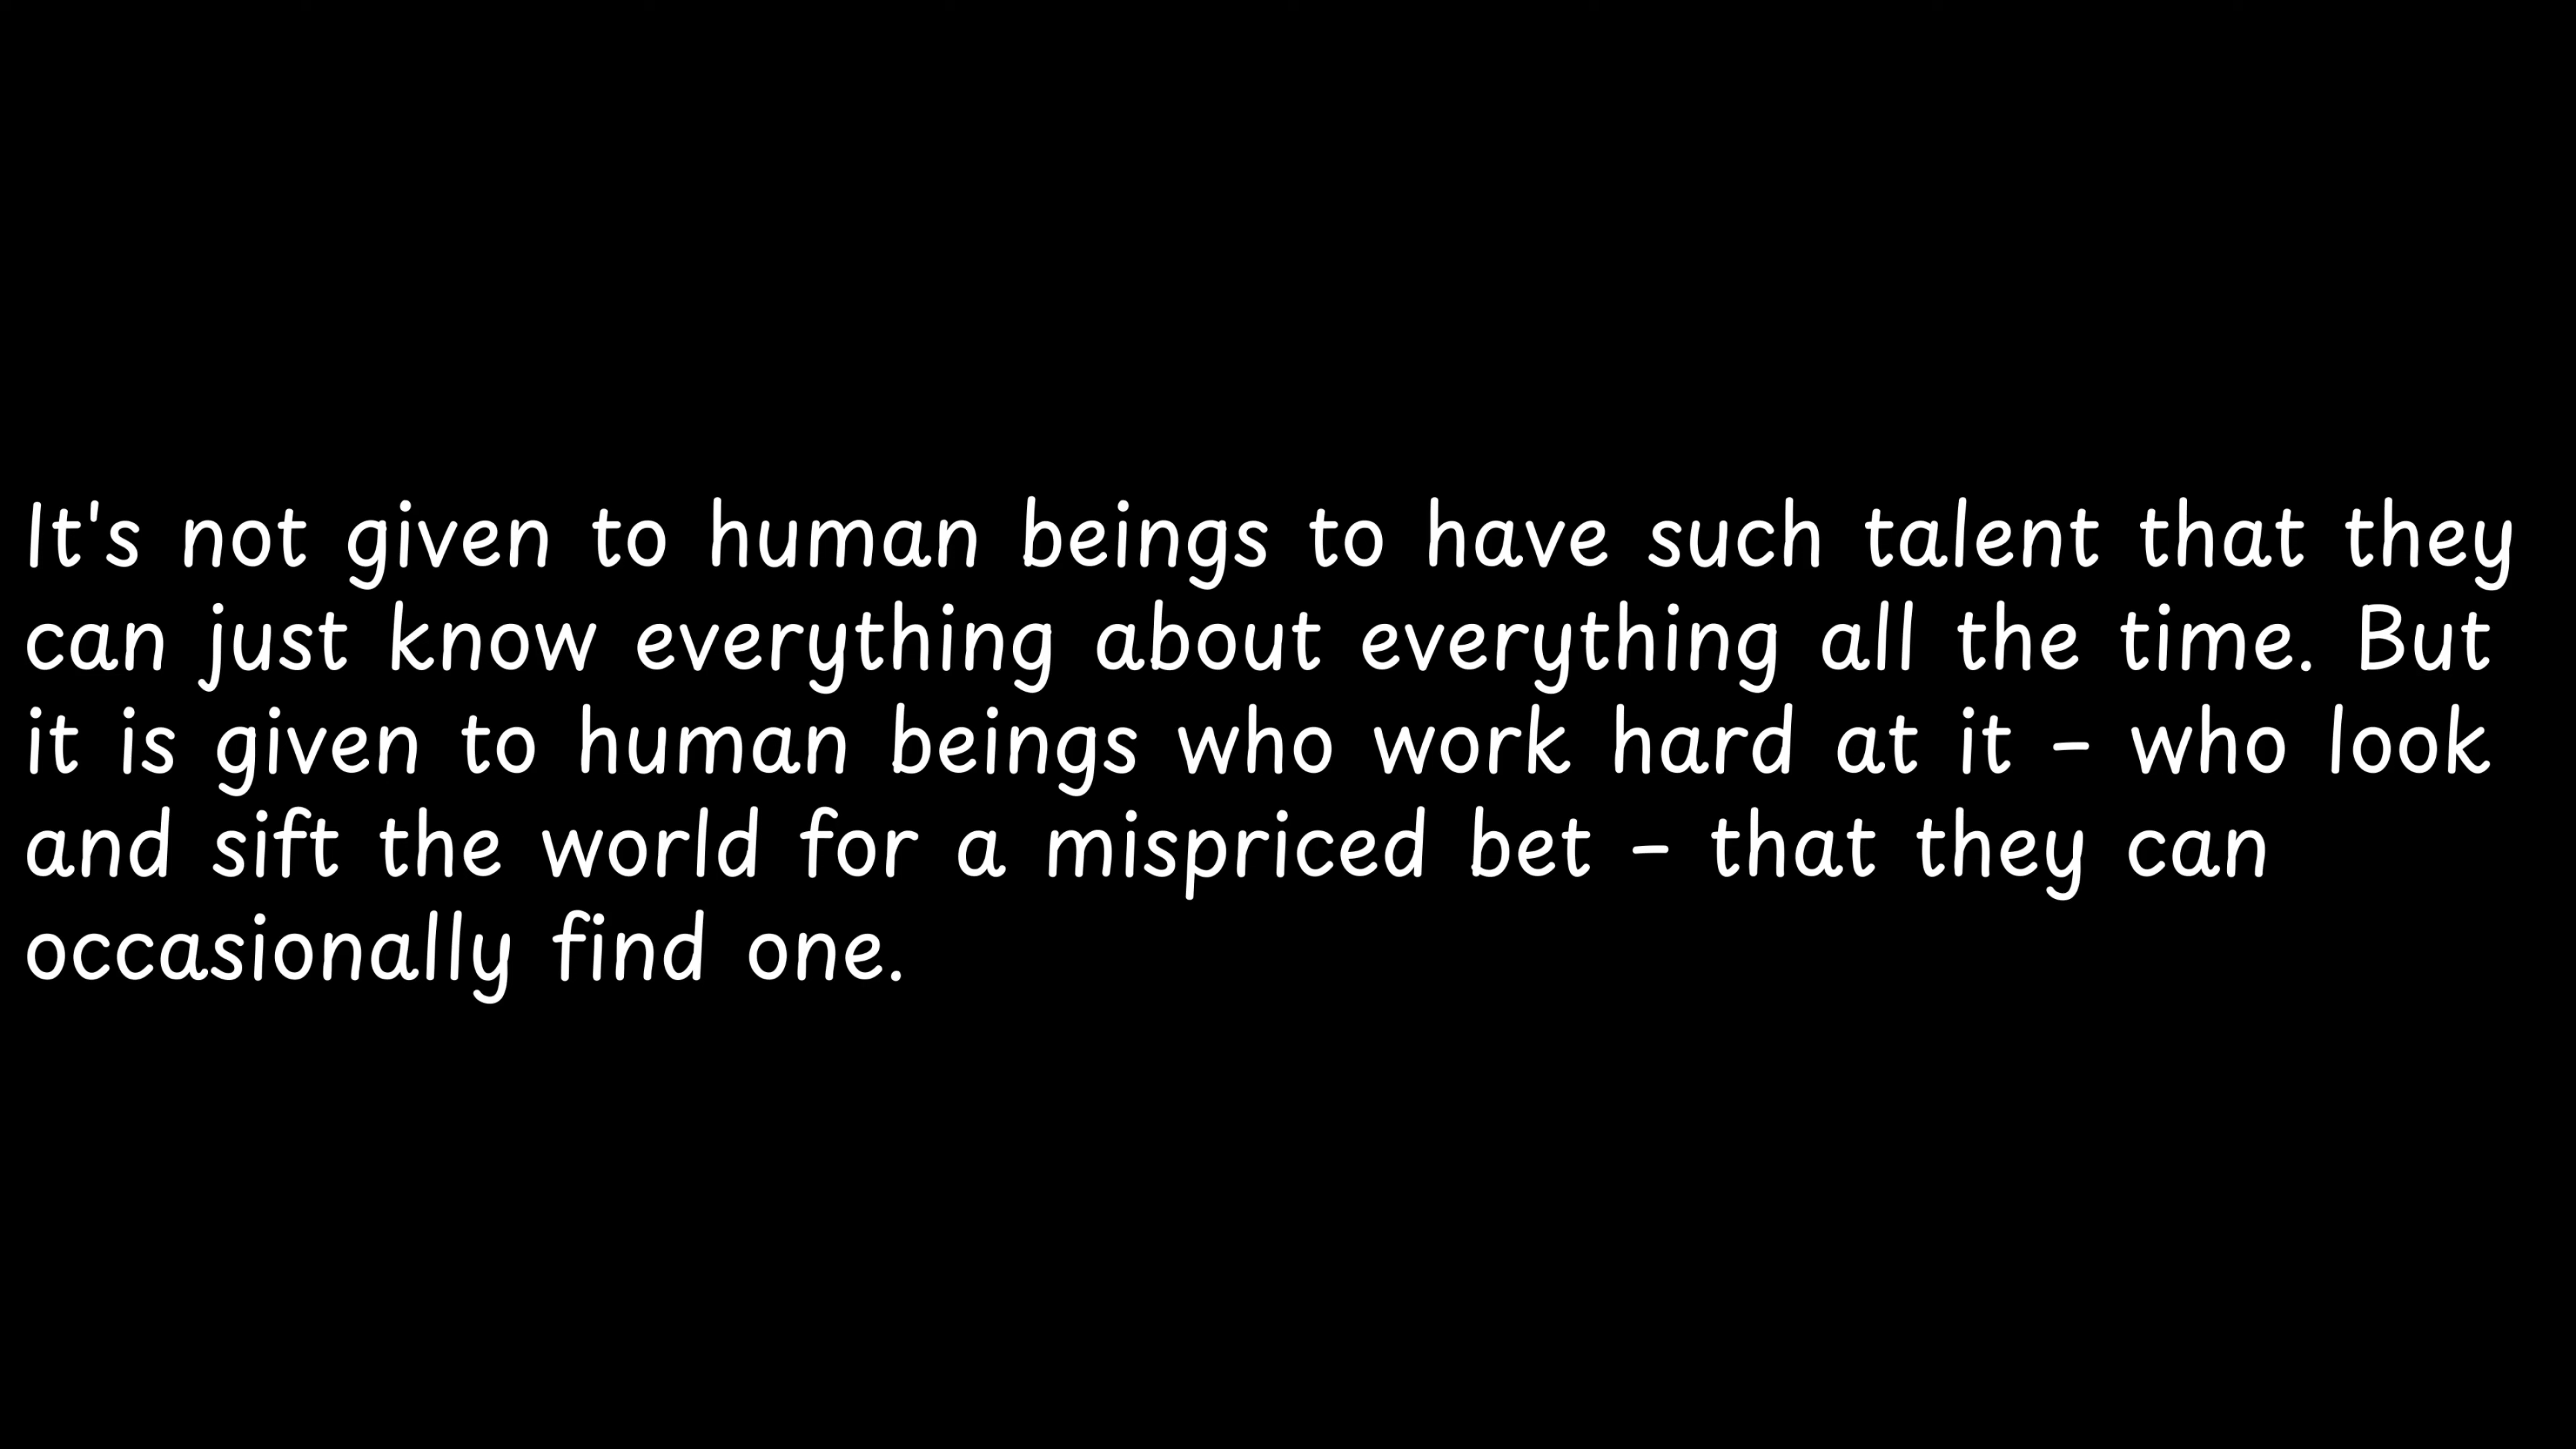 It's not given to human beings to have such talent that they
can just know everything about everything all the time. But
it is given to human beings who work hard at it – who look
and sift the world for a mispriced bet – that they can
occasionally find one.